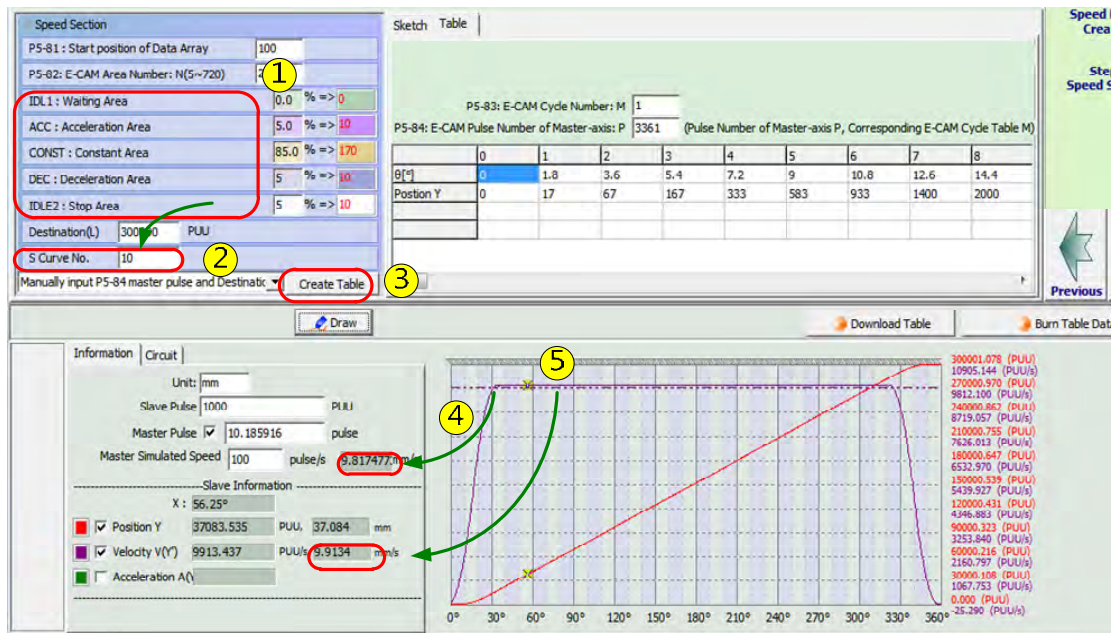 Speed Section
P5-81 : Start position of Data Array 100
P5-82: E-CAM Area Number: N(5~720) 2
1
IDL1 : Waiting Area 0.0 % => 0
ACC : Acceleration Area 5.0 % => 10
CONST : Constant Area 85.0 % => 170
DEC : Deceleration Area 5 % => 10
IDLE2 : Stop Area 5 % => 10
Destination(L) PUU
S Curve No. 10
2
Manually input P5-84 master pulse and Destinatic
Create Table
3
Sketch Table
P5-83: E-CAM Cycle Number: M 1
P5-84: E-CAM Pulse Number of Master-axis: P 3361 (Pulse Number of Master-axis P, Corresponding E-CAM Cycle Table M)
0 1 2 3 4 5 6 7 8
θ[°] 0 1.8 3.6 5.4 7.2 9 10.8 12.6 14.4
Postion Y 0 17 67 167 333 583 933 1400 2000
Speed
Crea
Ste
Speed S
Previous
Draw
Download Table
Burn Table Dat
Information Circuit
Unit: mm
Slave Pulse 1000 PUU
Master Pulse 10.185916 pulse
Master Simulated Speed 100 pulse/s 9.817477 mm/
Slave Information
X : 56.25°
Position Y 37083.535 PUU, 37.084 mm
Velocity V(Y') 9913.437 PUU/s 9.9134 mm/s
Acceleration A(
4
5
300001.078 (PUU)
10905.144 (PUU/s)
270000.970 (PUU)
9812.100 (PUU/s)
240000.862 (PUU)
8719.057 (PUU/s)
210000.755 (PUU)
7626.013 (PUU/s)
180000.647 (PUU)
6532.970 (PUU/s)
150000.539 (PUU)
5439.927 (PUU/s)
120000.431 (PUU)
4346.883 (PUU/s)
90000.323 (PUU)
3253.840 (PUU/s)
60000.216 (PUU)
2160.797 (PUU/s)
30000.108 (PUU)
1067.753 (PUU/s)
0.000 (PUU)
-25.290 (PUU/s)
0° 30° 60° 90° 120° 150° 180° 210° 240° 270° 300° 330° 360°